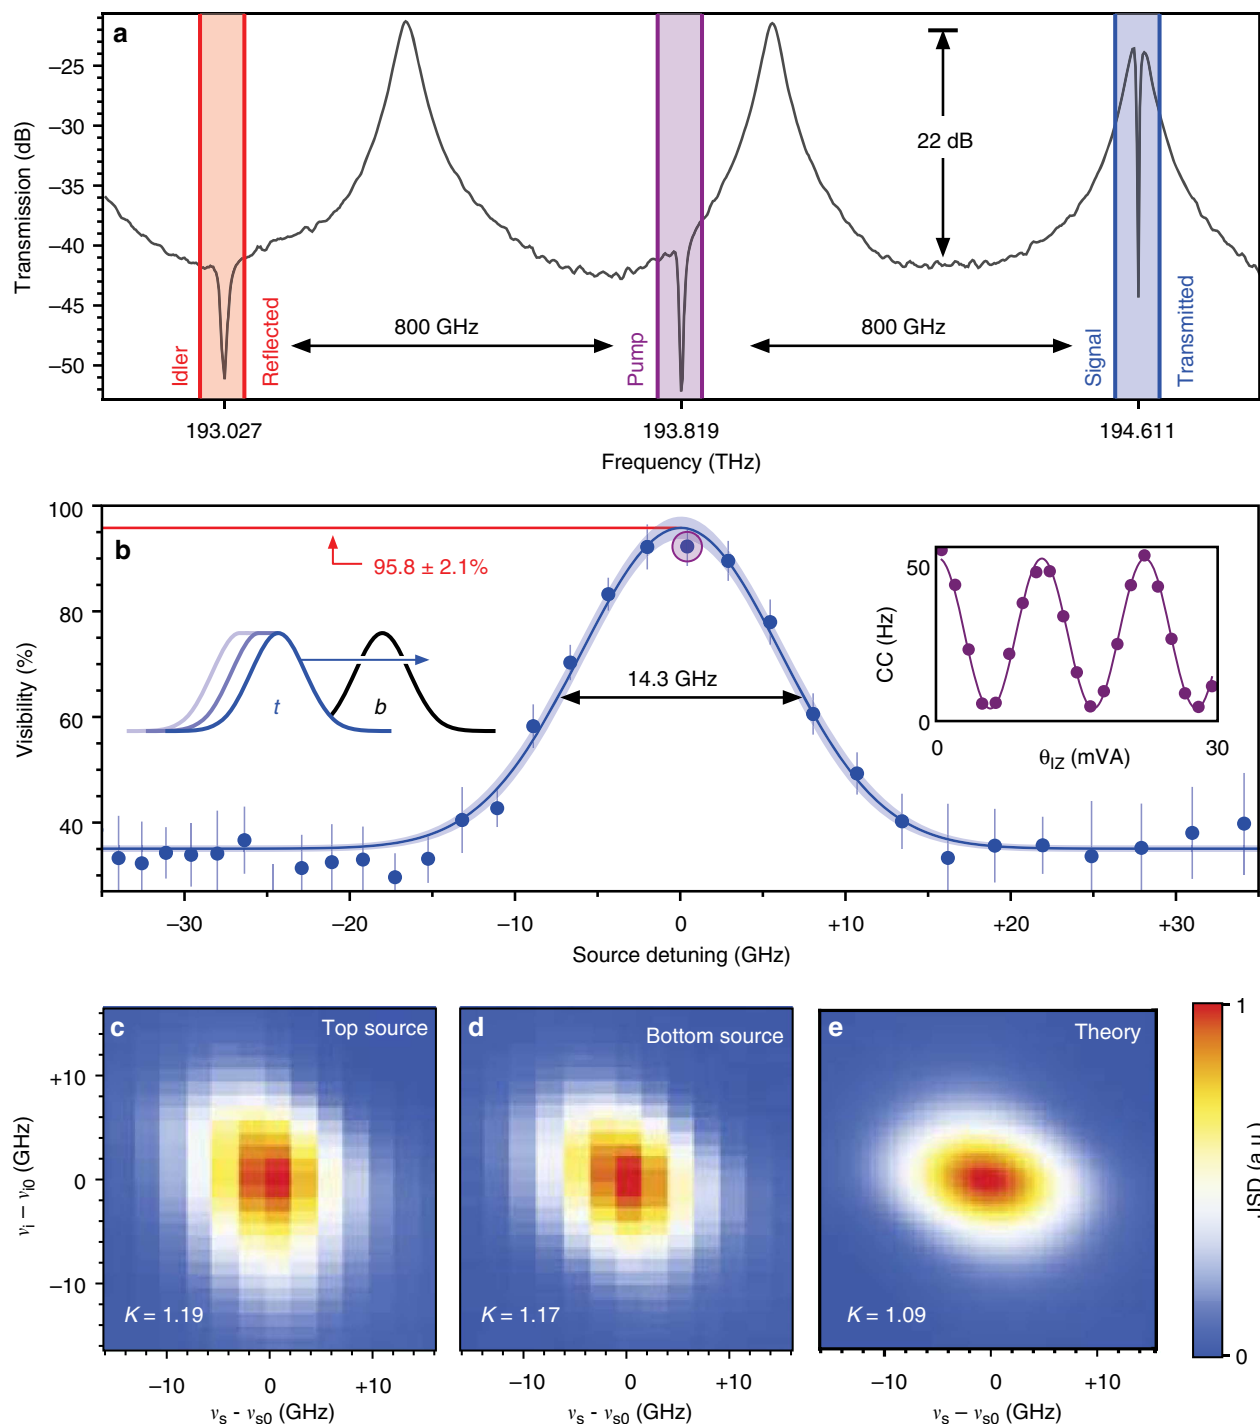 a
Transmission (dB)
−25
−30
−35
−40
−45
−50
22 dB
800 GHz
800 GHz
Idler
Reflected
Pump
Signal
Transmitted
193.027
193.819
194.611
Frequency (THz)
b
Visibility (%)
100
80
60
40
95.8 ± 2.1%
t
b
14.3 GHz
CC (Hz)
50
0
0
30
θIZ (mVA)
−30
−20
−10
0
+10
+20
+30
Source detuning (GHz)
c
Top source
d
Bottom source
e
Theory
νi – νi0 (GHz)
+10
0
−10
K = 1.19
K = 1.17
K = 1.09
−10
0
+10
−10
0
+10
−10
0
+10
νs - νs0 (GHz)
νs - νs0 (GHz)
νs – νs0 (GHz)
1
JSD (a.u.)
0